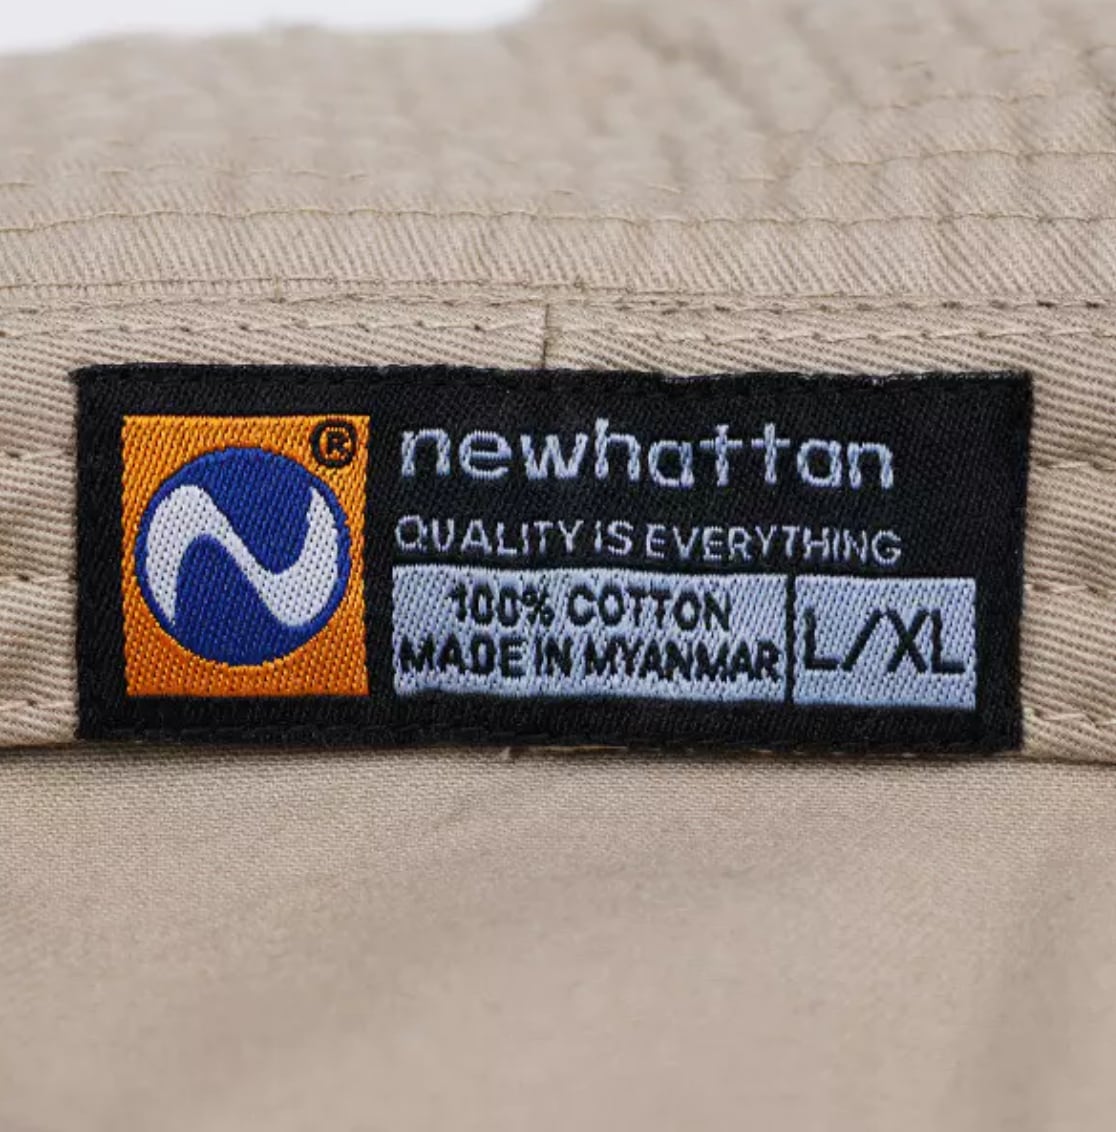 ®
newhattan
QUALITY IS EVERYTHING
100% COTTON
MADE IN MYANMAR
L/XL